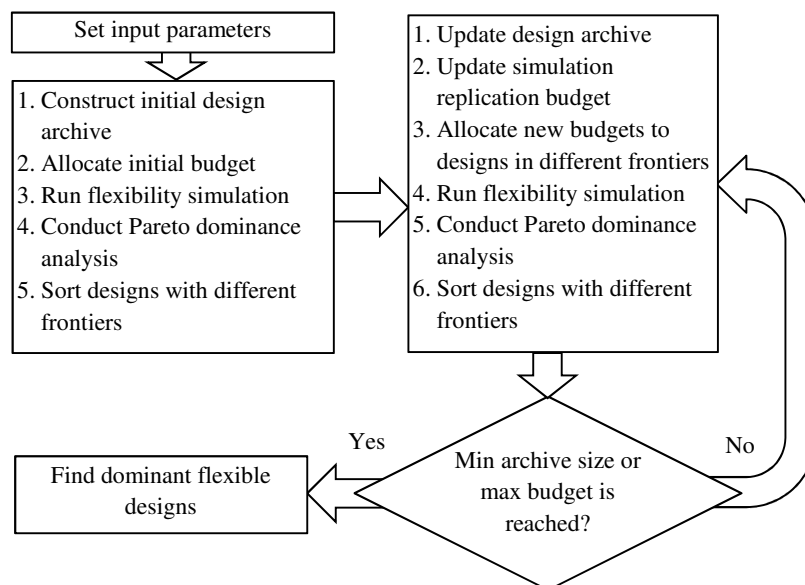 Set input parameters
1. Construct initial design
archive
2. Allocate initial budget
3. Run flexibility simulation
4. Conduct Pareto dominance
analysis
5. Sort designs with different
frontiers
1. Update design archive
2. Update simulation
replication budget
3. Allocate new budgets to
designs in different frontiers
4. Run flexibility simulation
5. Conduct Pareto dominance
analysis
6. Sort designs with different
frontiers
Min archive size or
max budget is
reached?
Yes
No
Find dominant flexible
designs